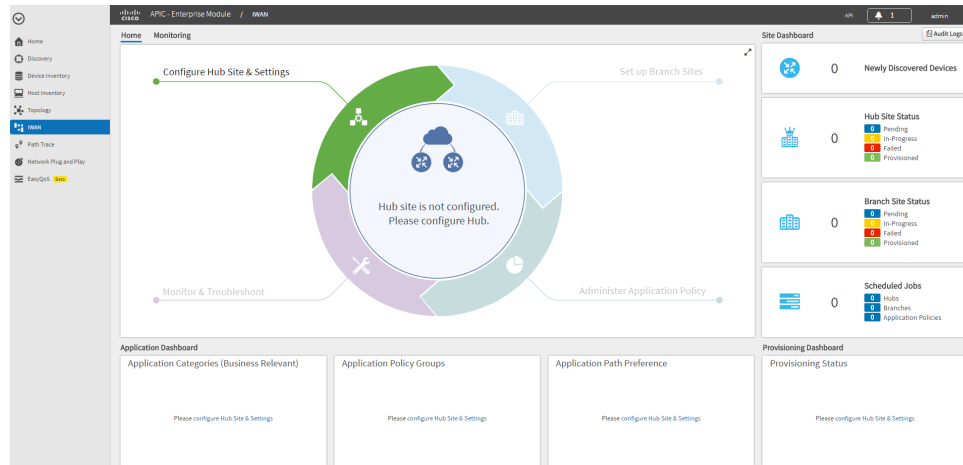 CISCO
APIC - Enterprise Module / IWAN
API
1
admin
Home
Discovery
Device Inventory
Host Inventory
Topology
IWAN
Path Trace
Network Plug and Play
EasyQoS Beta
Home Monitoring
Configure Hub Site & Settings
Set up Branch Sites
Hub site is not configured.
Please configure Hub.
Monitor & Troubleshoot
Administer Application Policy
Site Dashboard
Audit Logs
0 Newly Discovered Devices
0
Hub Site Status
0 Pending
0 In-Progress
0 Failed
0 Provisioned
0
Branch Site Status
0 Pending
0 In-Progress
0 Failed
0 Provisioned
0
Scheduled Jobs
0 Hubs
0 Branches
0 Application Policies
Application Dashboard
Application Categories (Business Relevant)
Please configure Hub Site & Settings
Application Policy Groups
Please configure Hub Site & Settings
Application Path Preference
Please configure Hub Site & Settings
Provisioning Dashboard
Provisioning Status
Please configure Hub Site & Settings